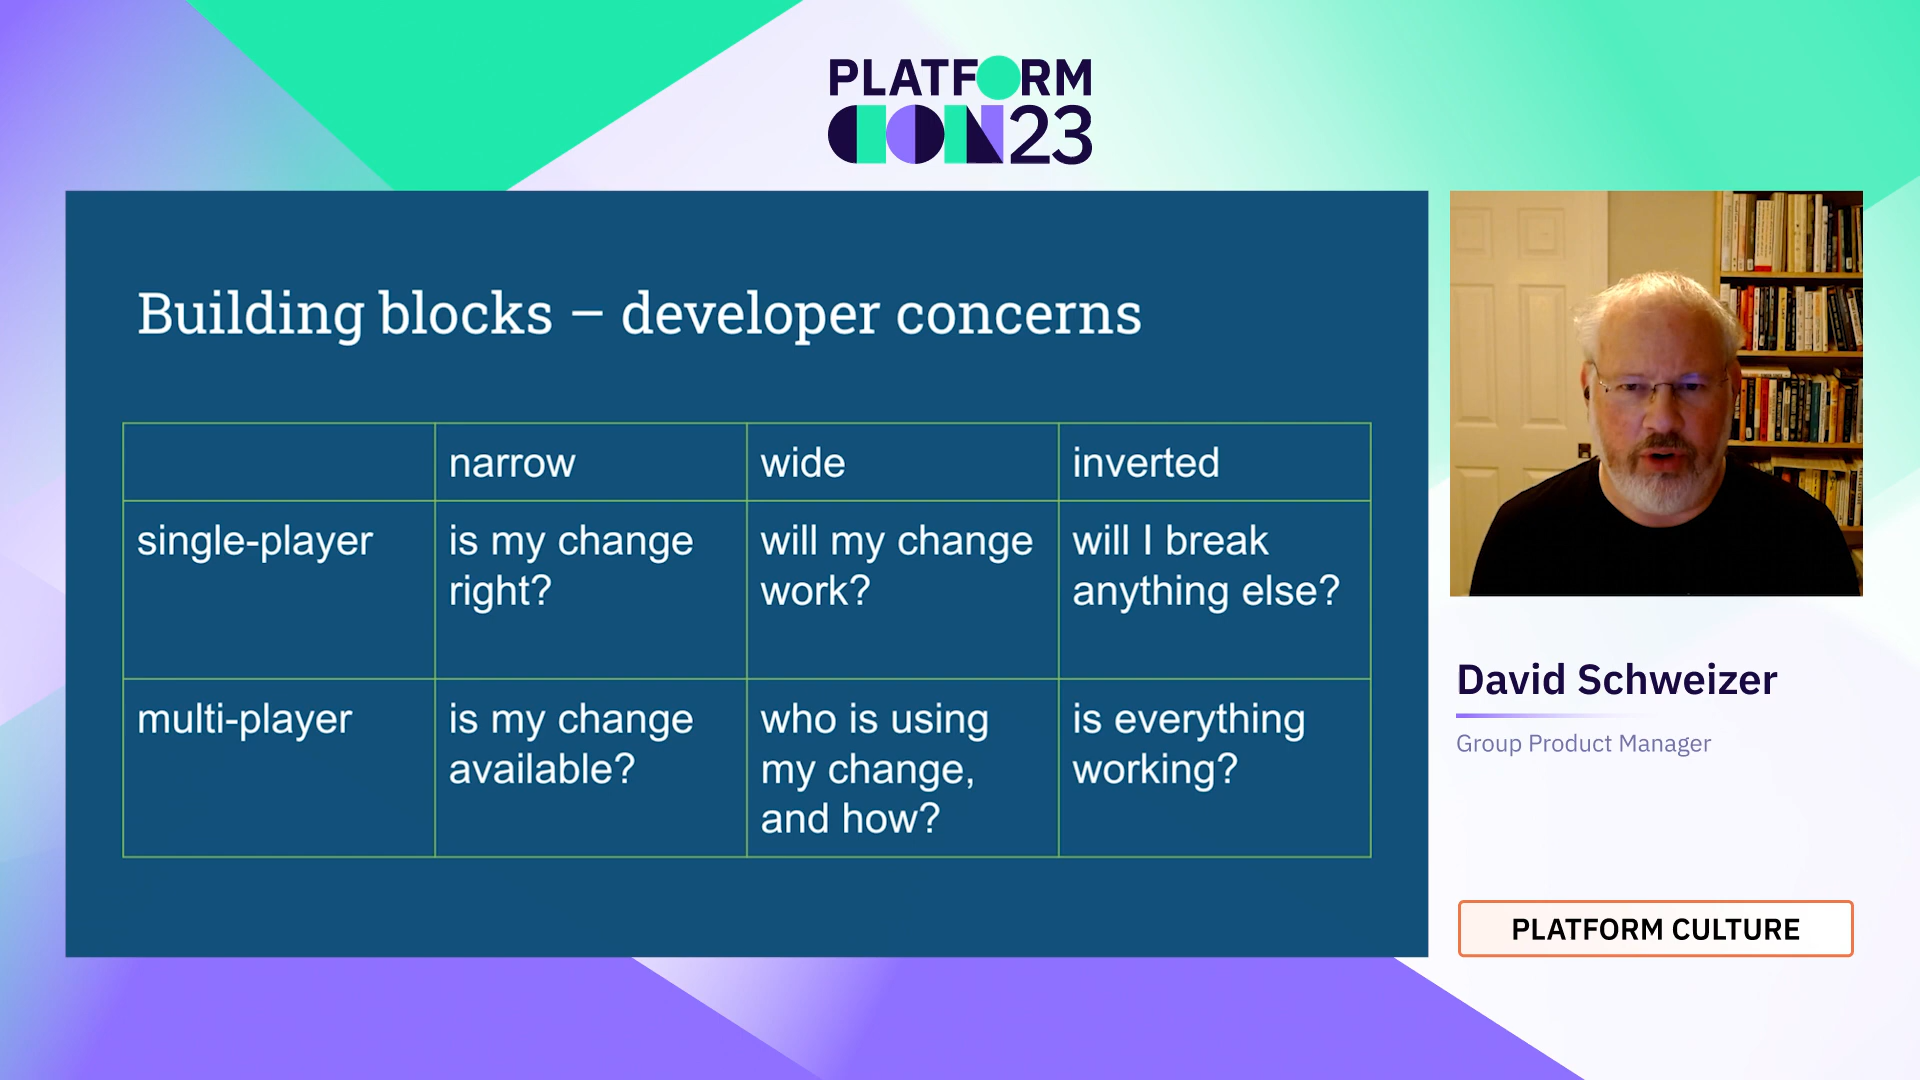 PLATFORM
CON23
Building blocks – developer concerns
narrow
wide
inverted
single-player
is my change
right?
will my change
work?
will I break
anything else?
multi-player
is my change
available?
who is using
my change,
and how?
is everything
working?
David Schweizer
Group Product Manager
PLATFORM CULTURE